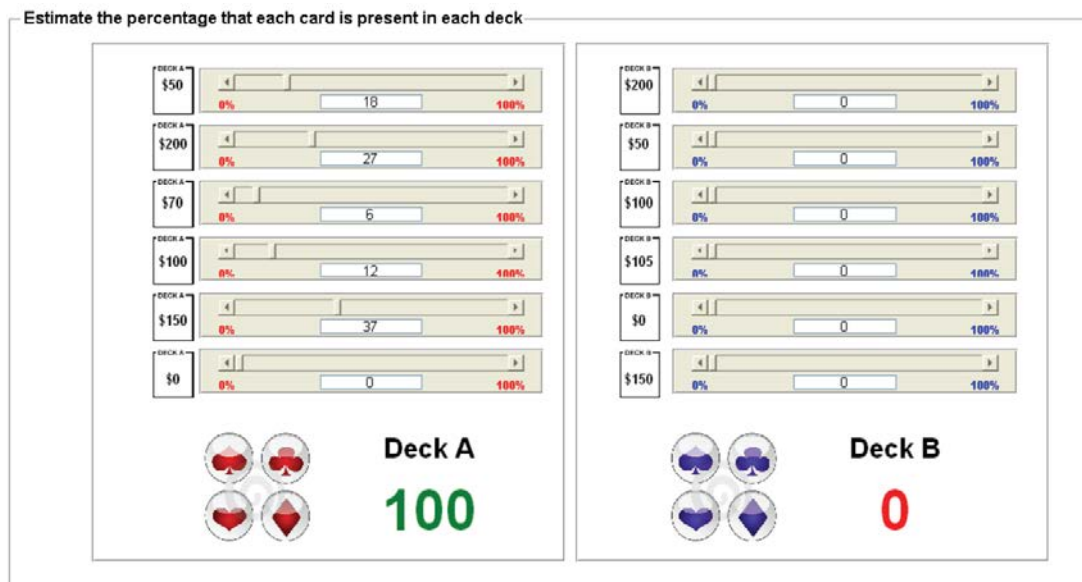 Estimate the percentage that each card is present in each deck
DECK A
$50
0% 18 100%
DECK A
$200
0% 27 100%
DECK A
$70
0% 6 100%
DECK A
$100
0% 12 100%
DECK A
$150
0% 37 100%
DECK A
$0
0% 0 100%
Deck A
100
DECK B
$200
0% 0 100%
DECK B
$50
0% 0 100%
DECK B
$100
0% 0 100%
DECK B
$105
0% 0 100%
DECK B
$0
0% 0 100%
DECK B
$150
0% 0 100%
Deck B
0